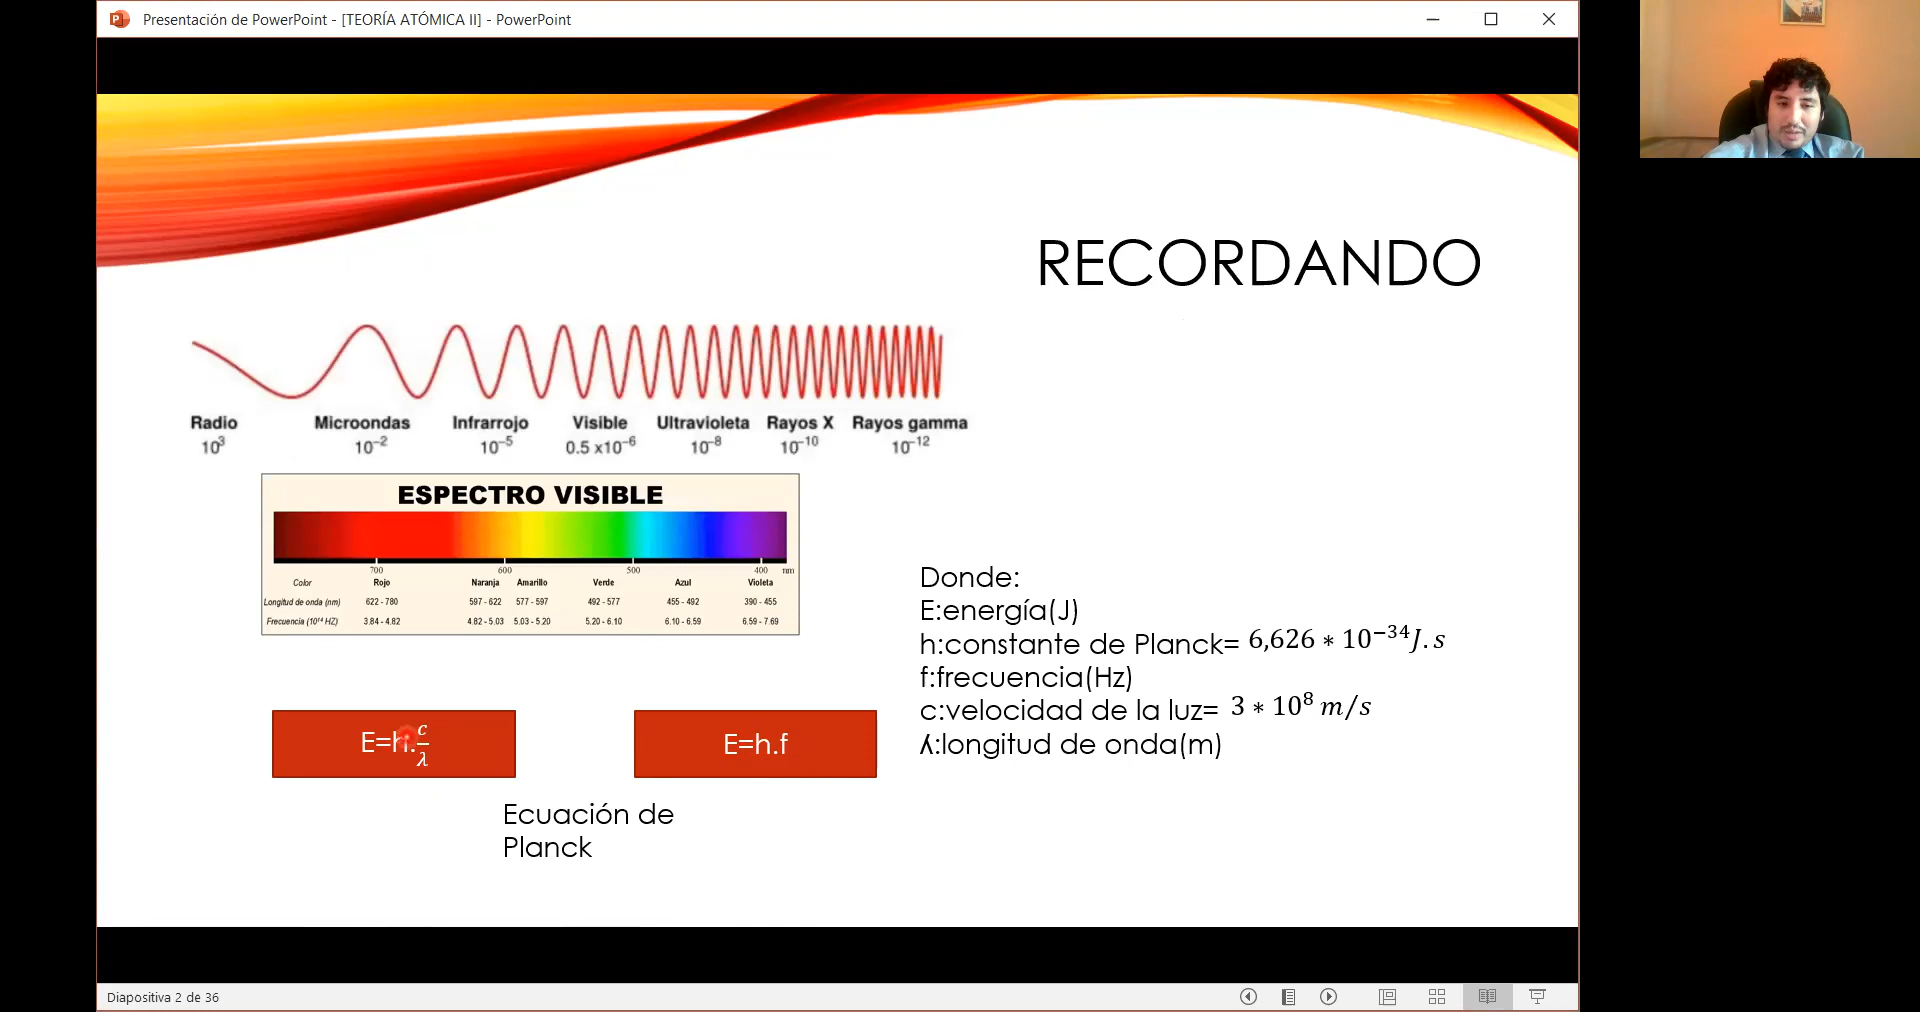 Presentación de PowerPoint - [TEORÍA ATÓMICA II] - PowerPoint
RECORDANDO
Radio Microondas Infrarrojo Visible Ultravioleta Rayos X Rayos gamma
10³ 10⁻² 10⁻⁵ 0.5 x10⁻⁶ 10⁻⁸ 10⁻¹⁰ 10⁻¹²
ESPECTRO VISIBLE
700 600 500 400 nm
Color Rojo Naranja Amarillo Verde Azul Violeta
Longitud de onda (nm) 622 - 780 597 - 622 577 - 597 492 - 577 455 - 492 390 - 455
Frecuencia (10¹⁴ HZ) 3.84 - 4.82 4.82 - 5.03 5.03 - 5.20 5.20 - 6.10 6.10 - 6.59 6.59 - 7.69
E=h.c/λ
E=h.f
Ecuación de
Planck
Donde:
E:energía(J)
h:constante de Planck= 6,626 ∗ 10⁻³⁴J.s
f:frecuencia(Hz)
c:velocidad de la luz= 3 ∗ 10⁸ m/s
ʎ:longitud de onda(m)
Diapositiva 2 de 36